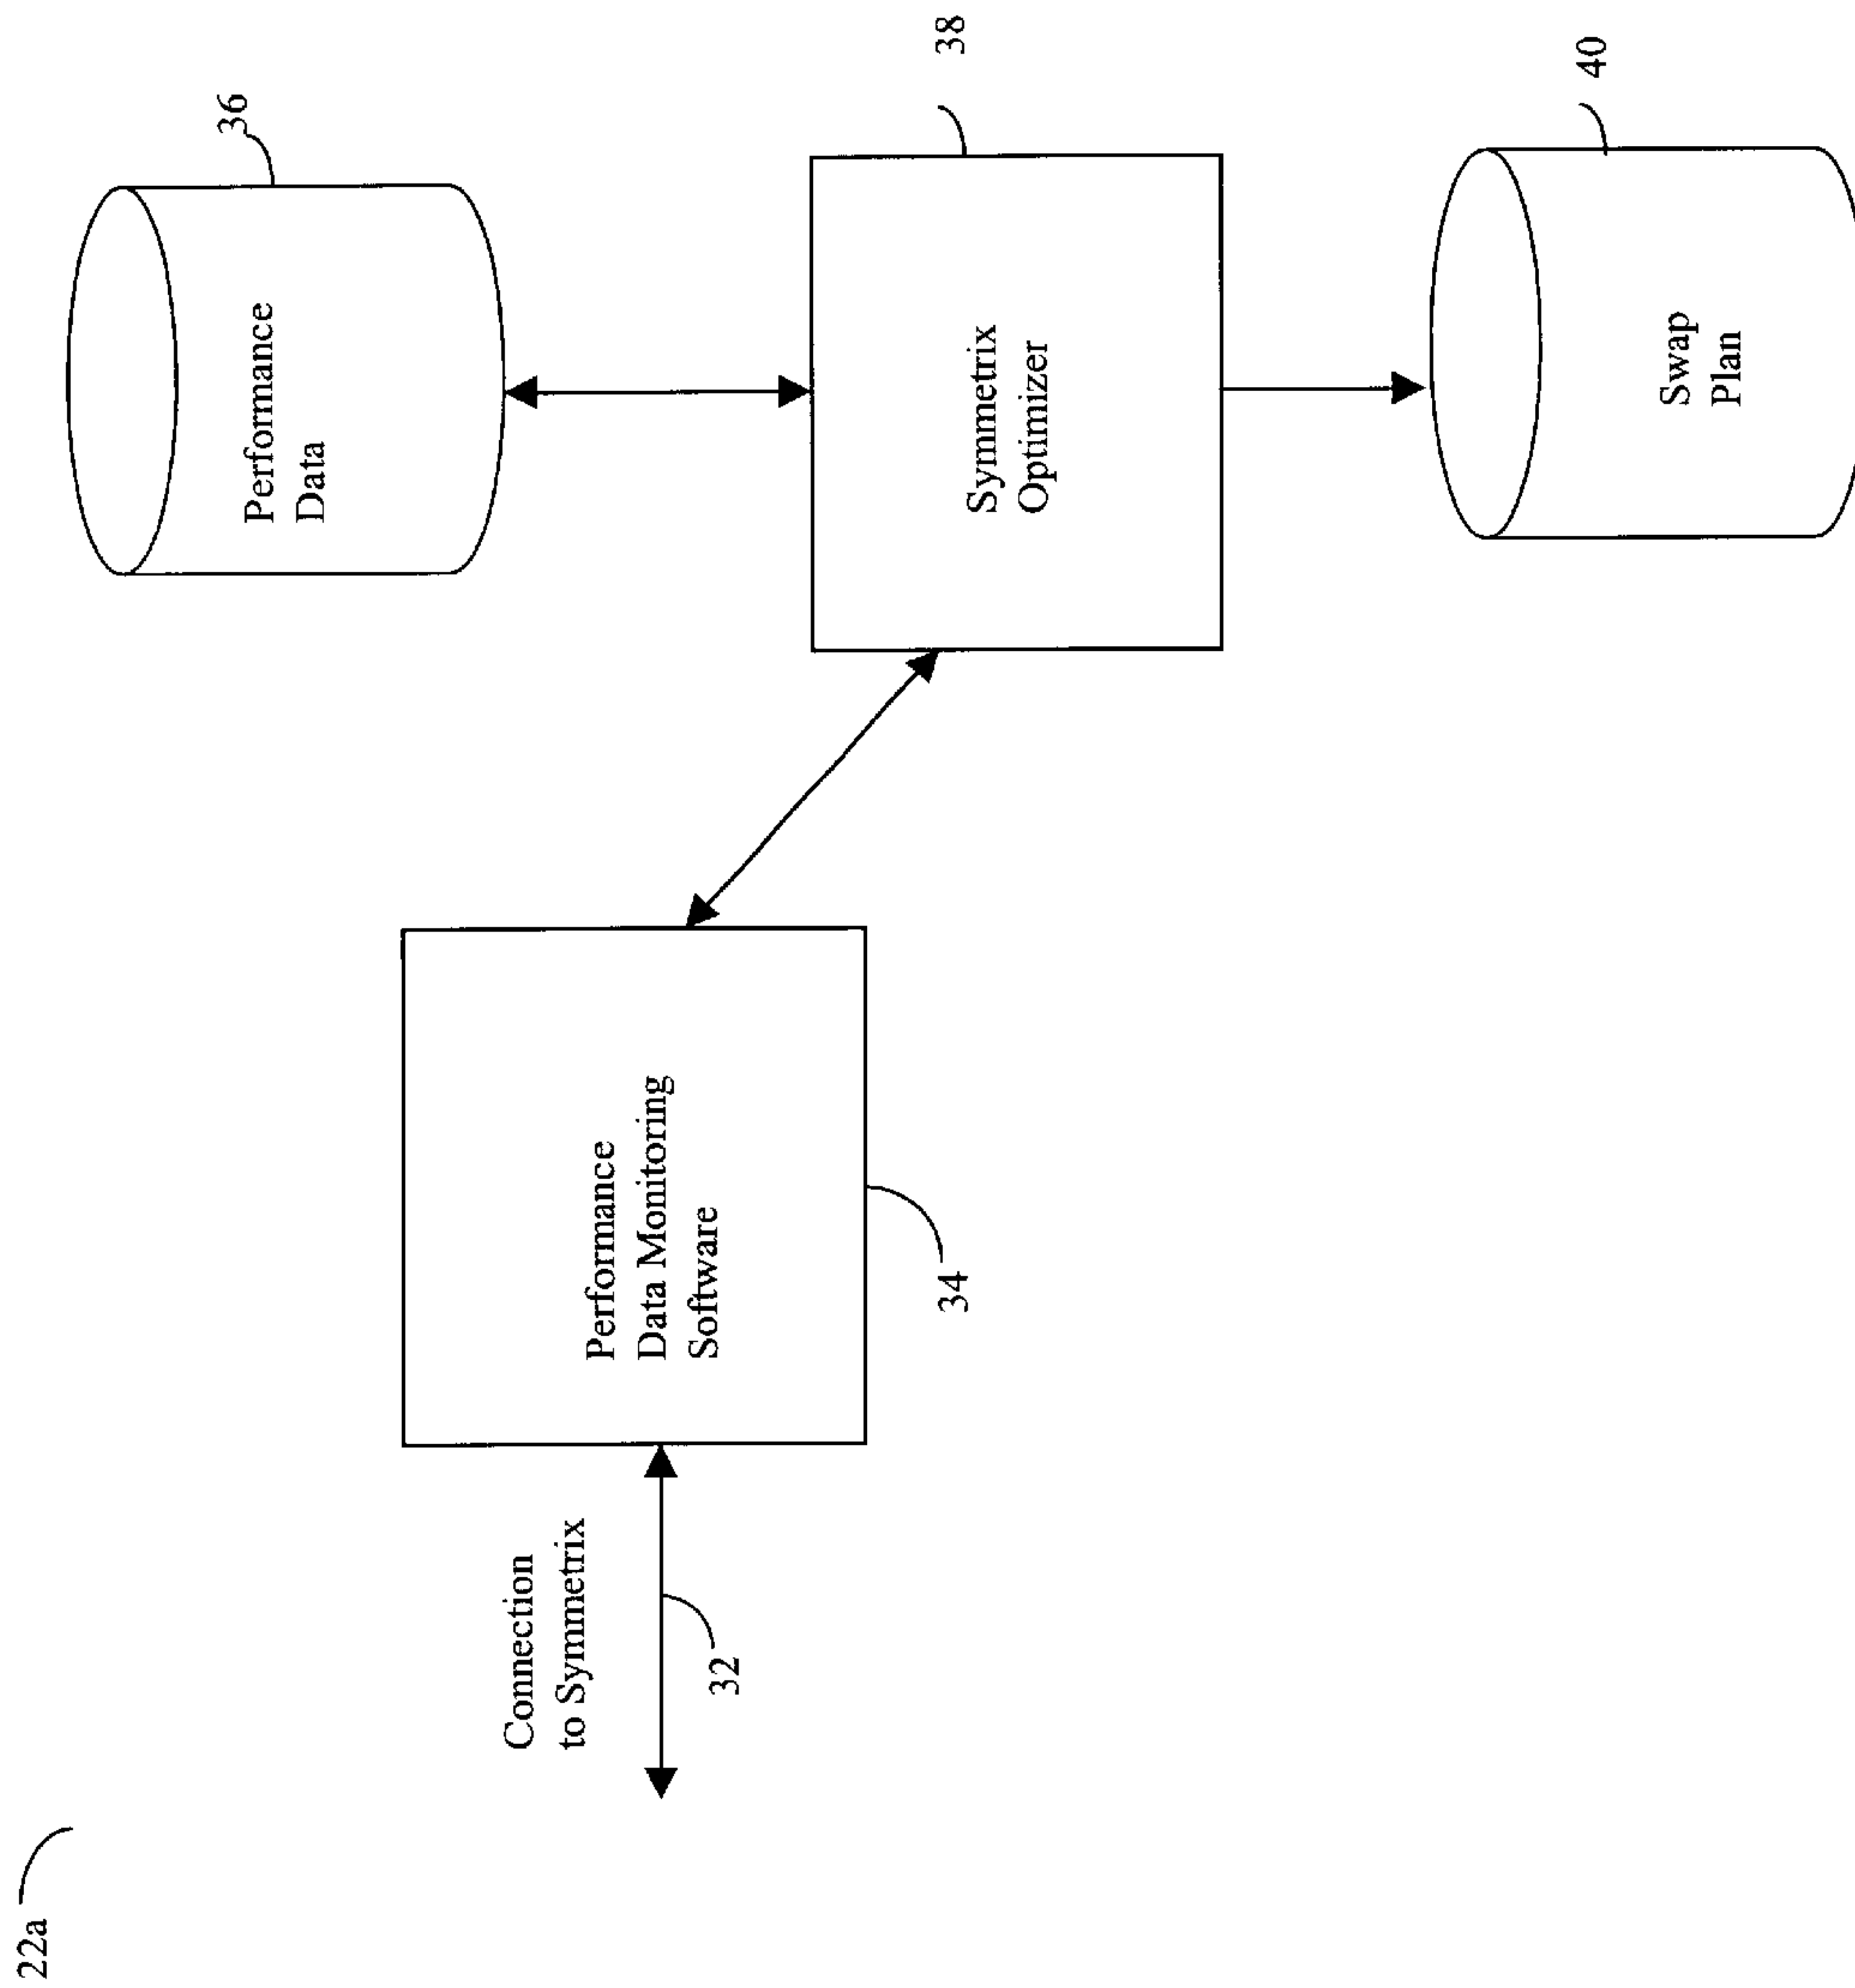 22a
Connection
to Symmetrix
32
Performance
Data Monitoring
Software
34
Performance
Data
36
Symmetrix
Optimizer
38
Swap
Plan
40